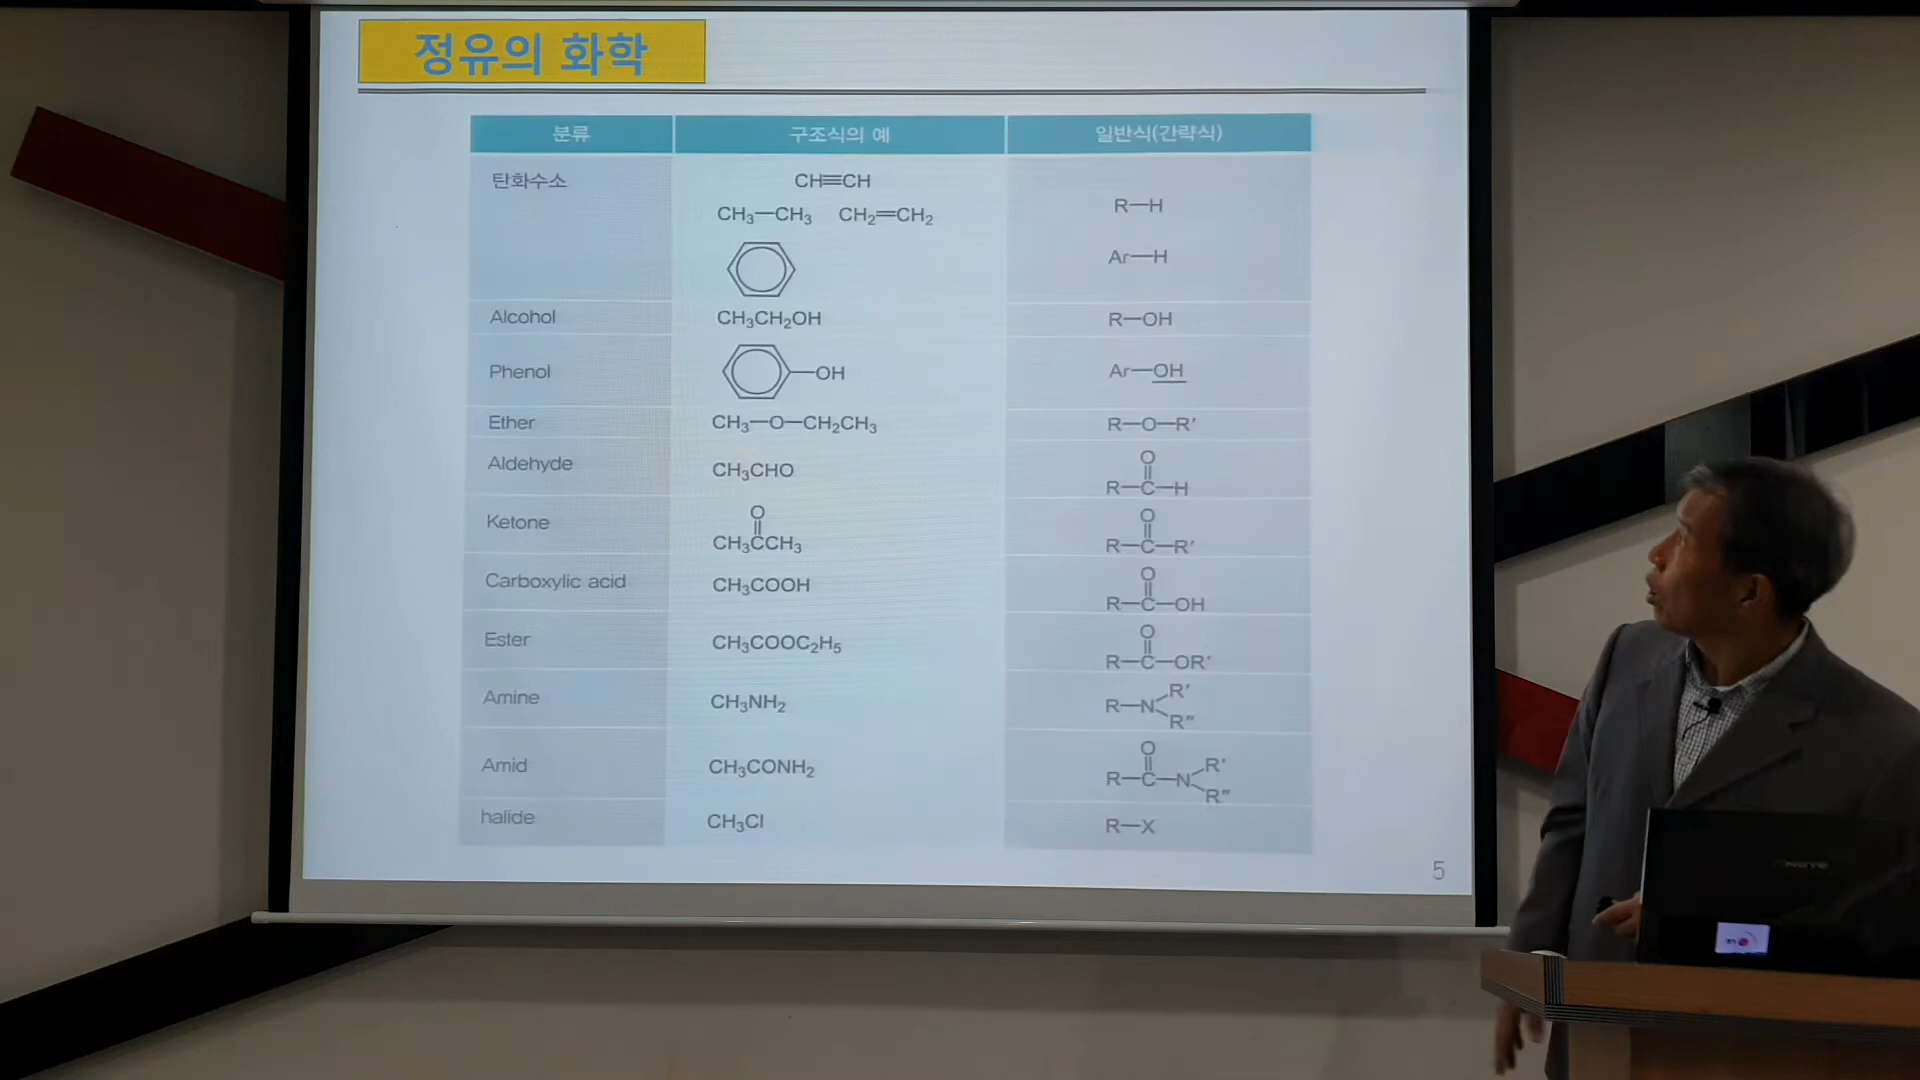 정유의 화학
분류 구조식의 예 일반식(간략식)
탄화수소 CH≡CH
CH₃—CH₃ CH₂=CH₂ R—H
Ar—H
Alcohol CH₃CH₂OH R—OH
Phenol —OH Ar—OH
Ether CH₃—O—CH₂CH₃ R—O—R′
Aldehyde CH₃CHO O
R—C—H
Ketone O O
CH₃CCH₃ R—C—R′
Carboxylic acid CH₃COOH O
R—C—OH
Ester CH₃COOC₂H₅ O
R—C—OR′
Amine CH₃NH₂ R—N R′
R″
Amid CH₃CONH₂ O
R—C—N R′
R″
halide CH₃Cl R—X
5